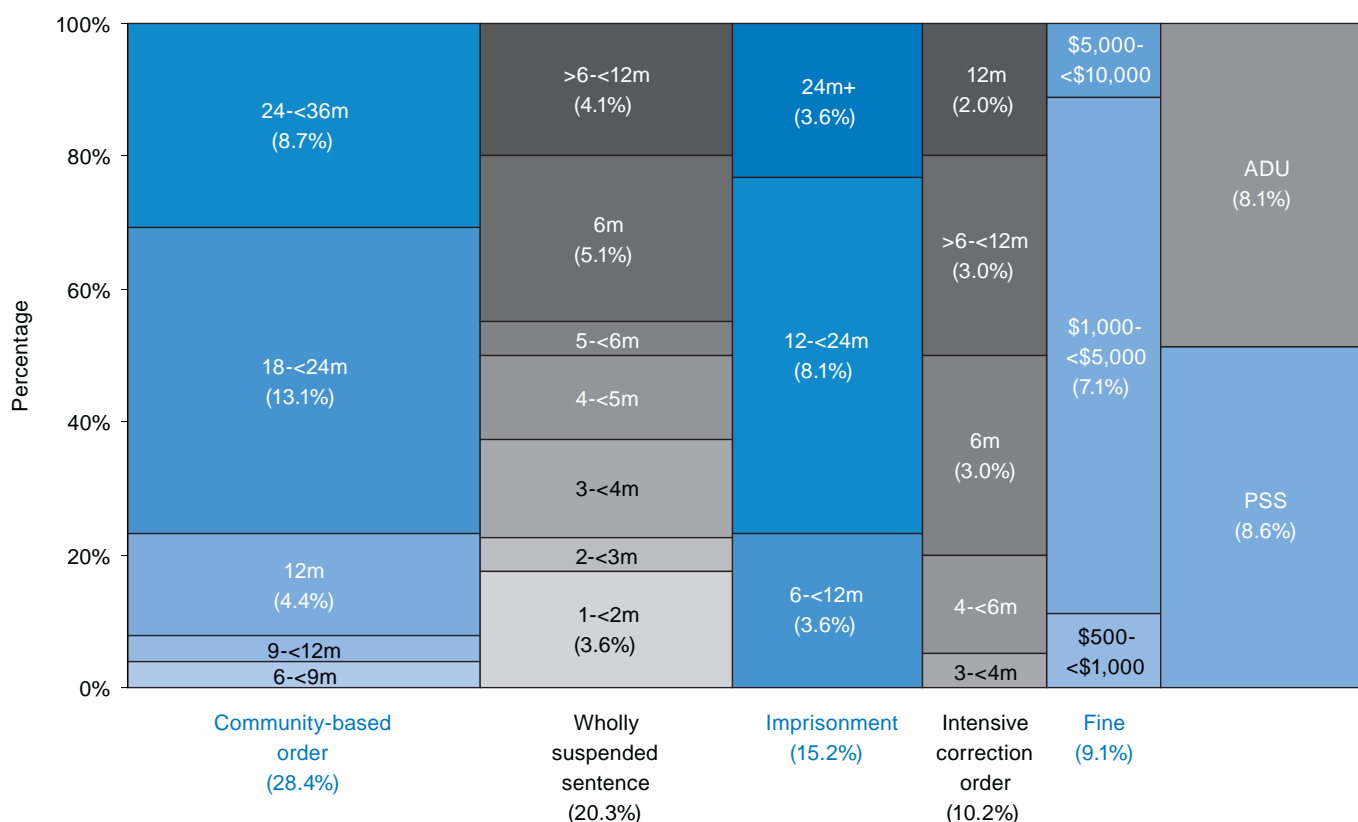 100%
80%
60%
40%
20%
0%
Percentage
24-<36m
(8.7%)
18-<24m
(13.1%)
12m
(4.4%)
9-<12m
6-<9m
>6-<12m
(4.1%)
6m
(5.1%)
5-<6m
4-<5m
3-<4m
2-<3m
1-<2m
(3.6%)
24m+
(3.6%)
12-<24m
(8.1%)
6-<12m
(3.6%)
12m
(2.0%)
>6-<12m
(3.0%)
6m
(3.0%)
4-<6m
3-<4m
$5,000-
<$10,000
$1,000-
<$5,000
(7.1%)
$500-
<$1,000
ADU
(8.1%)
PSS
(8.6%)
Community-based
order
(28.4%)
Wholly
suspended
sentence
(20.3%)
Imprisonment
(15.2%)
Intensive
correction
order
(10.2%)
Fine
(9.1%)